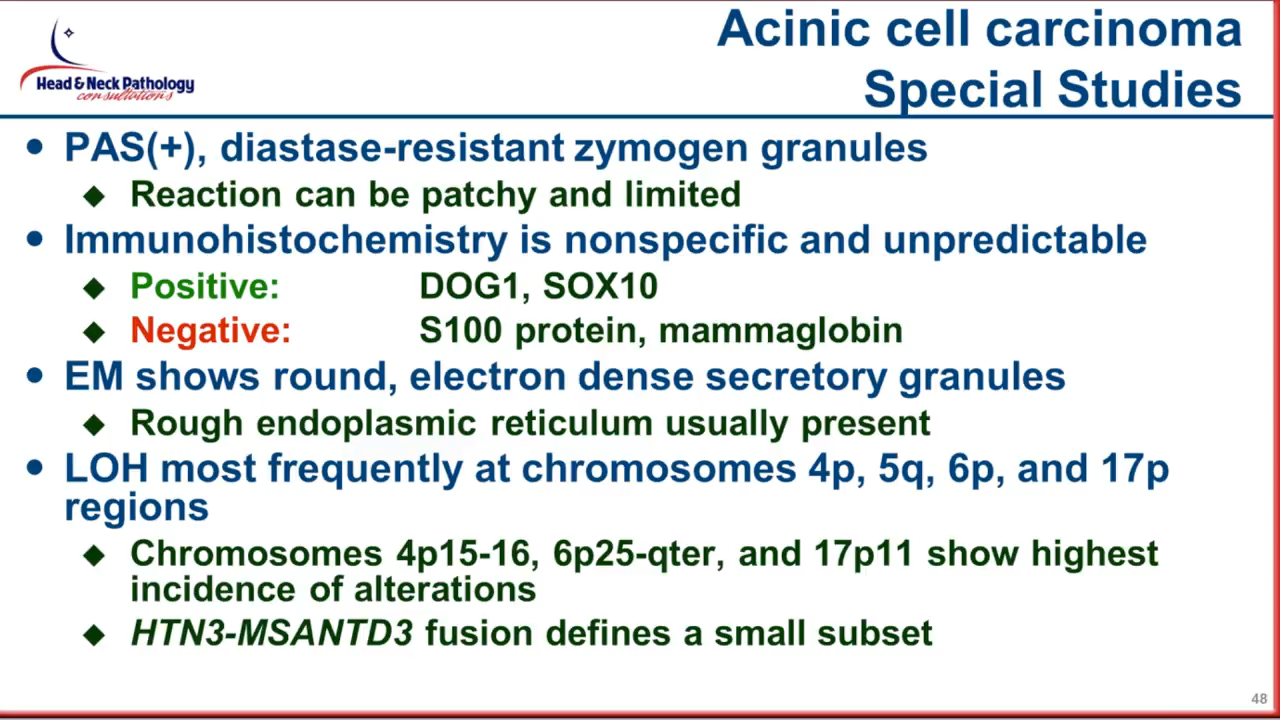 Head & Neck Pathology
consultations
Acinic cell carcinoma
Special Studies
• PAS(+), diastase-resistant zymogen granules
◆ Reaction can be patchy and limited
• Immunohistochemistry is nonspecific and unpredictable
◆ Positive: DOG1, SOX10
◆ Negative: S100 protein, mammaglobin
• EM shows round, electron dense secretory granules
◆ Rough endoplasmic reticulum usually present
• LOH most frequently at chromosomes 4p, 5q, 6p, and 17p
regions
◆ Chromosomes 4p15-16, 6p25-qter, and 17p11 show highest
incidence of alterations
◆ HTN3-MSANTD3 fusion defines a small subset
48